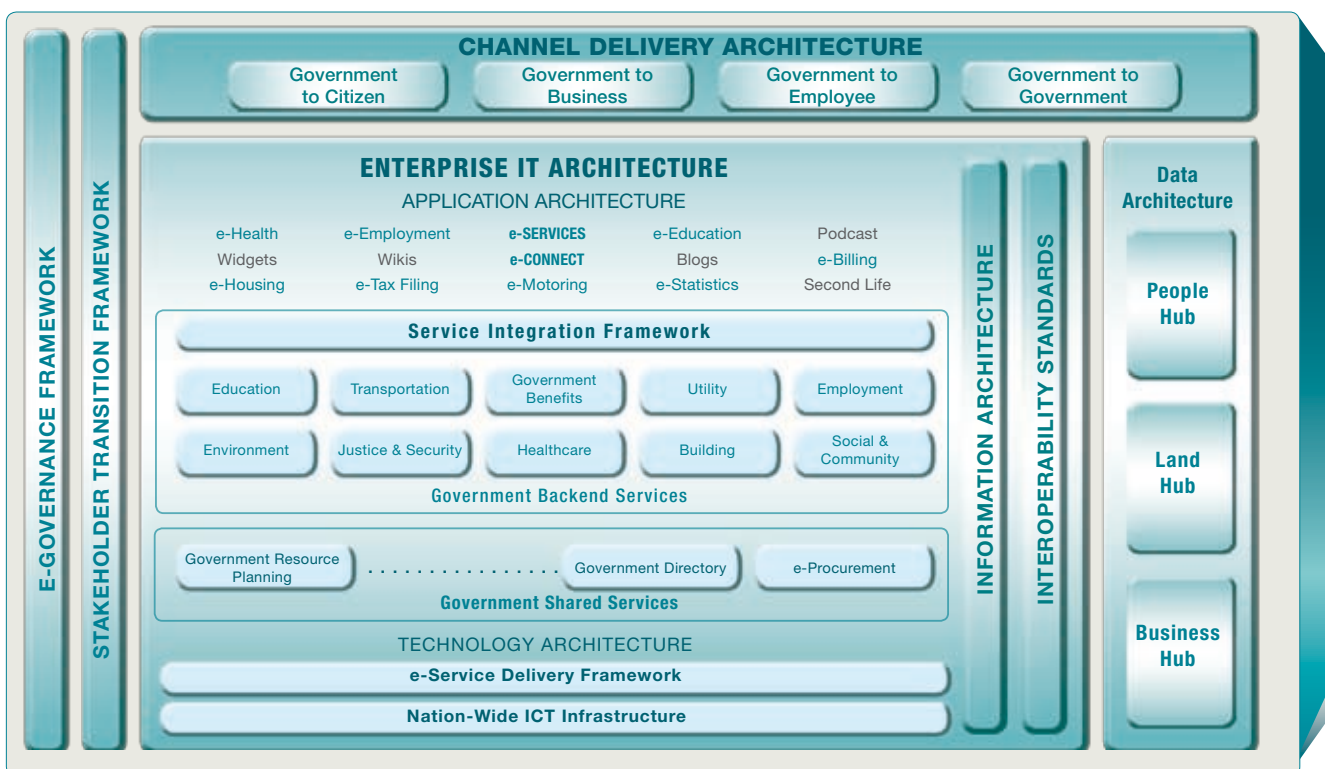 E-GOVERNANCE FRAMEWORK
STAKEHOLDER TRANSITION FRAMEWORK
CHANNEL DELIVERY ARCHITECTURE
Government
to Citizen
Government to
Business
Government to
Employee
Government to
Government
ENTERPRISE IT ARCHITECTURE
APPLICATION ARCHITECTURE
e-Health e-Employment e-SERVICES e-Education Podcast
Widgets Wikis e-CONNECT Blogs e-Billing
e-Housing e-Tax Filing e-Motoring e-Statistics Second Life
Service Integration Framework
Education
Transportation
Government
Benefits
Utility
Employment
Environment
Justice & Security
Healthcare
Building
Social &
Community
Government Backend Services
Government Resource
Planning
. . . . . . . . . . . . . . . . .
Government Directory
e-Procurement
Government Shared Services
TECHNOLOGY ARCHITECTURE
e-Service Delivery Framework
Nation-Wide ICT Infrastructure
INFORMATION ARCHITECTURE
INTEROPERABILITY STANDARDS
Data
Architecture
People
Hub
Land
Hub
Business
Hub